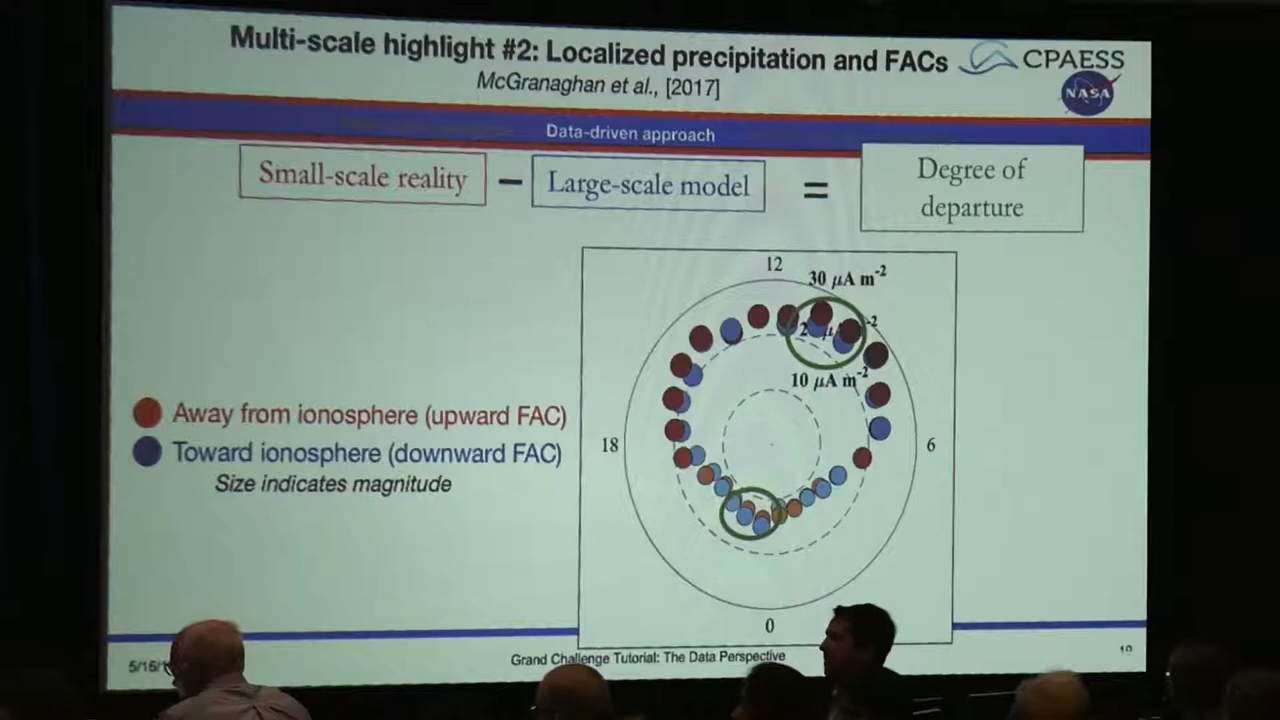 Multi-scale highlight #2: Localized precipitation and FACs
CPAESS
McGranaghan et al., [2017]
NASA
Data-driven approach
Small-scale reality
–
Large-scale model
=
Degree of
departure
12
30 μA m⁻²
10 μA m⁻²
18
6
0
Away from ionosphere (upward FAC)
Toward ionosphere (downward FAC)
Size indicates magnitude
5/16/
Grand Challenge Tutorial: The Data Perspective